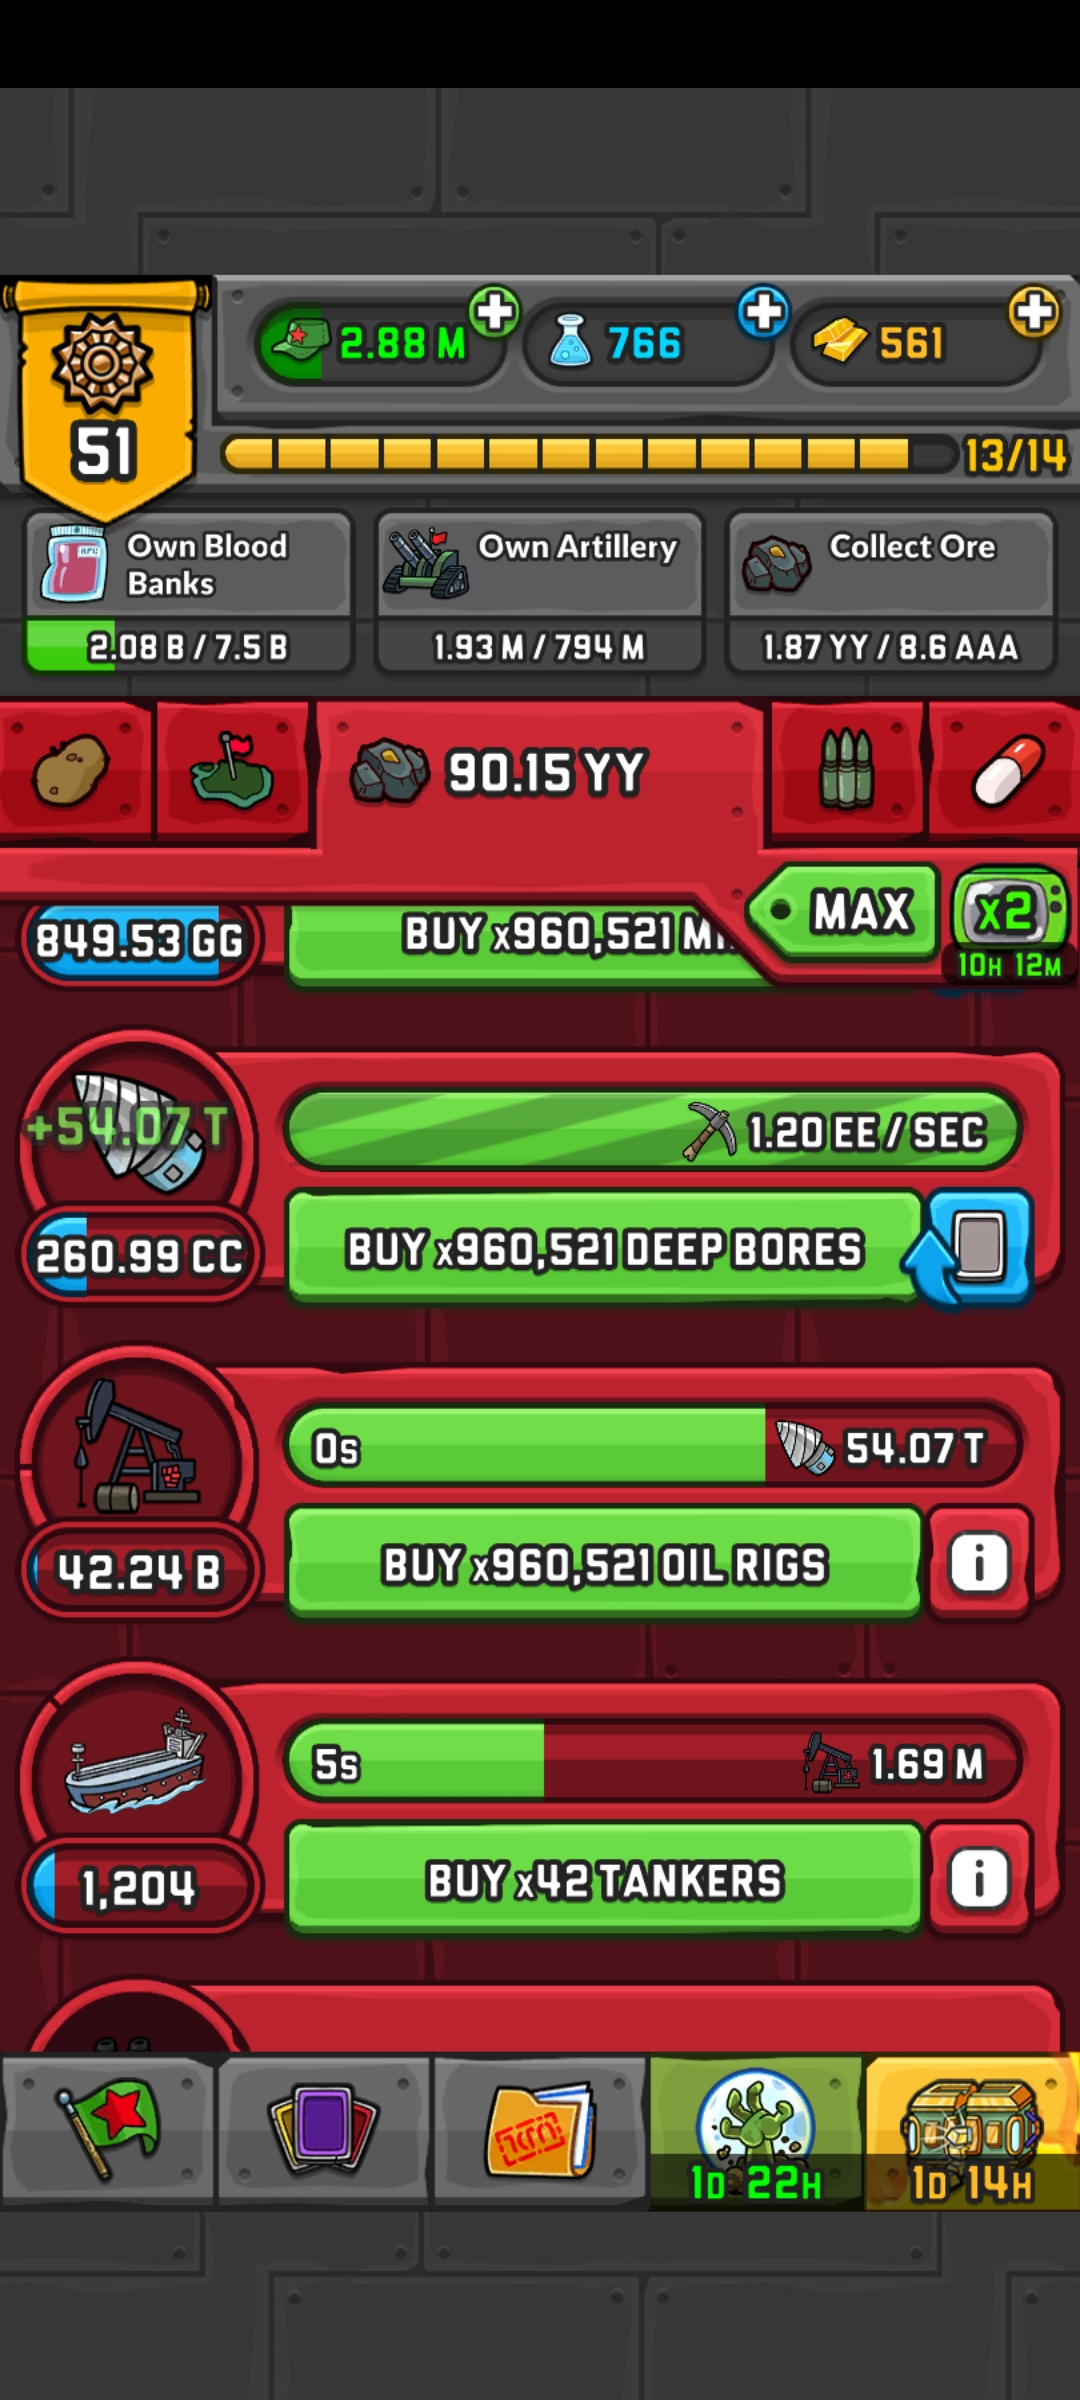 2.88 M
766
561
51
13/14
Own Blood
Banks
2.08 B / 7.5 B
Own Artillery
1.93 M / 794 M
Collect Ore
1.87 YY / 8.6 AAA
90.15 YY
MAX
x2
10H 12M
849.53 GG
BUY x960,521 MI
+54.07 T
1.20 EE / SEC
260.99 CC
BUY x960,521 DEEP BORES
0s
54.07 T
42.24 B
BUY x960,521 OIL RIGS
i
5s
1.69 M
1,204
BUY x42 TANKERS
i
1D 22H
1D 14H